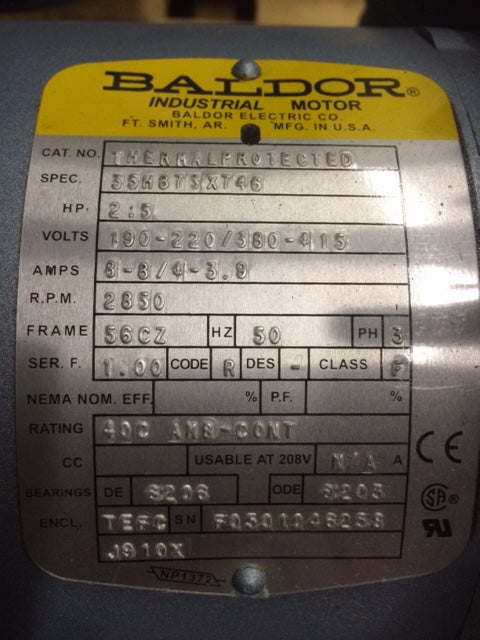 BALDOR®
INDUSTRIAL MOTOR
BALDOR ELECTRIC CO.
FT. SMITH, AR. MFG. IN U.S.A.
CAT. NO. THERMALPROTECTED
SPEC.
HP. 2.5
VOLTS 190-220/380-415
AMPS 8-8/4-3.9
R.P.M. 2850
FRAME 56CZ HZ 50 PH 3
SER. F. 1.00 CODE R DES - CLASS F
NEMA NOM. EFF. % P.F. %
RATING 40C AMB-CONT
CC USABLE AT 208V N/A A
BEARINGS DE 6206 ODE 6203
ENCL. TEFC SN
J910X
NP1372
CE
SA®